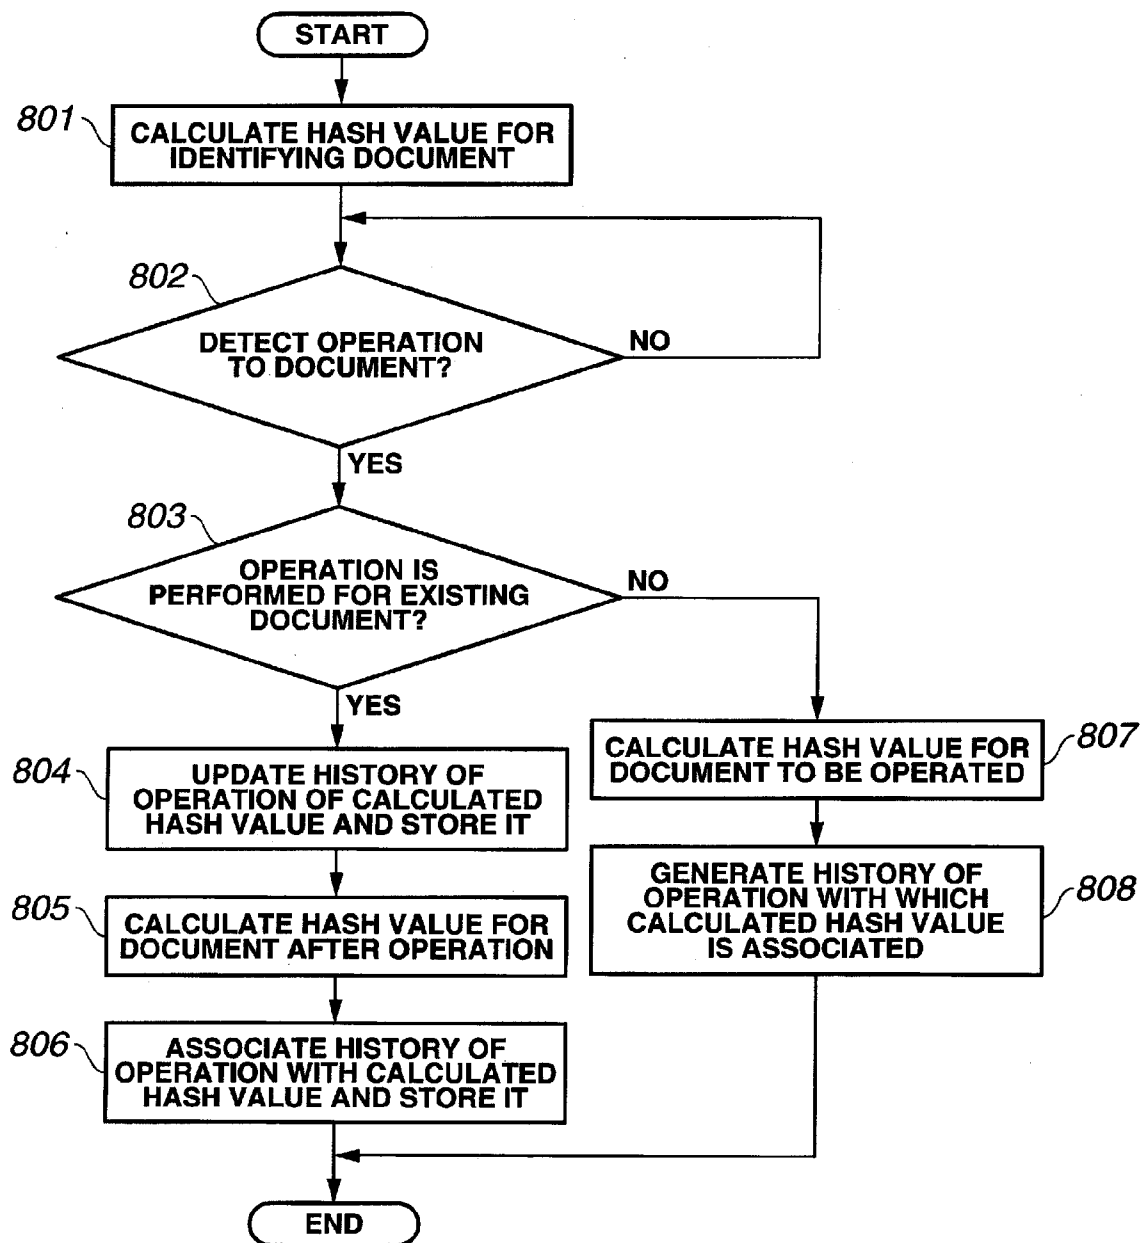 START
801
CALCULATE HASH VALUE FOR
IDENTIFYING DOCUMENT
802
DETECT OPERATION
TO DOCUMENT?
NO
YES
803
OPERATION IS
PERFORMED FOR EXISTING
DOCUMENT?
NO
YES
804
UPDATE HISTORY OF
OPERATION OF CALCULATED
HASH VALUE AND STORE IT
805
CALCULATE HASH VALUE FOR
DOCUMENT AFTER OPERATION
806
ASSOCIATE HISTORY OF
OPERATION WITH CALCULATED
HASH VALUE AND STORE IT
807
CALCULATE HASH VALUE FOR
DOCUMENT TO BE OPERATED
808
GENERATE HISTORY OF
OPERATION WITH WHICH
CALCULATED HASH VALUE
IS ASSOCIATED
END